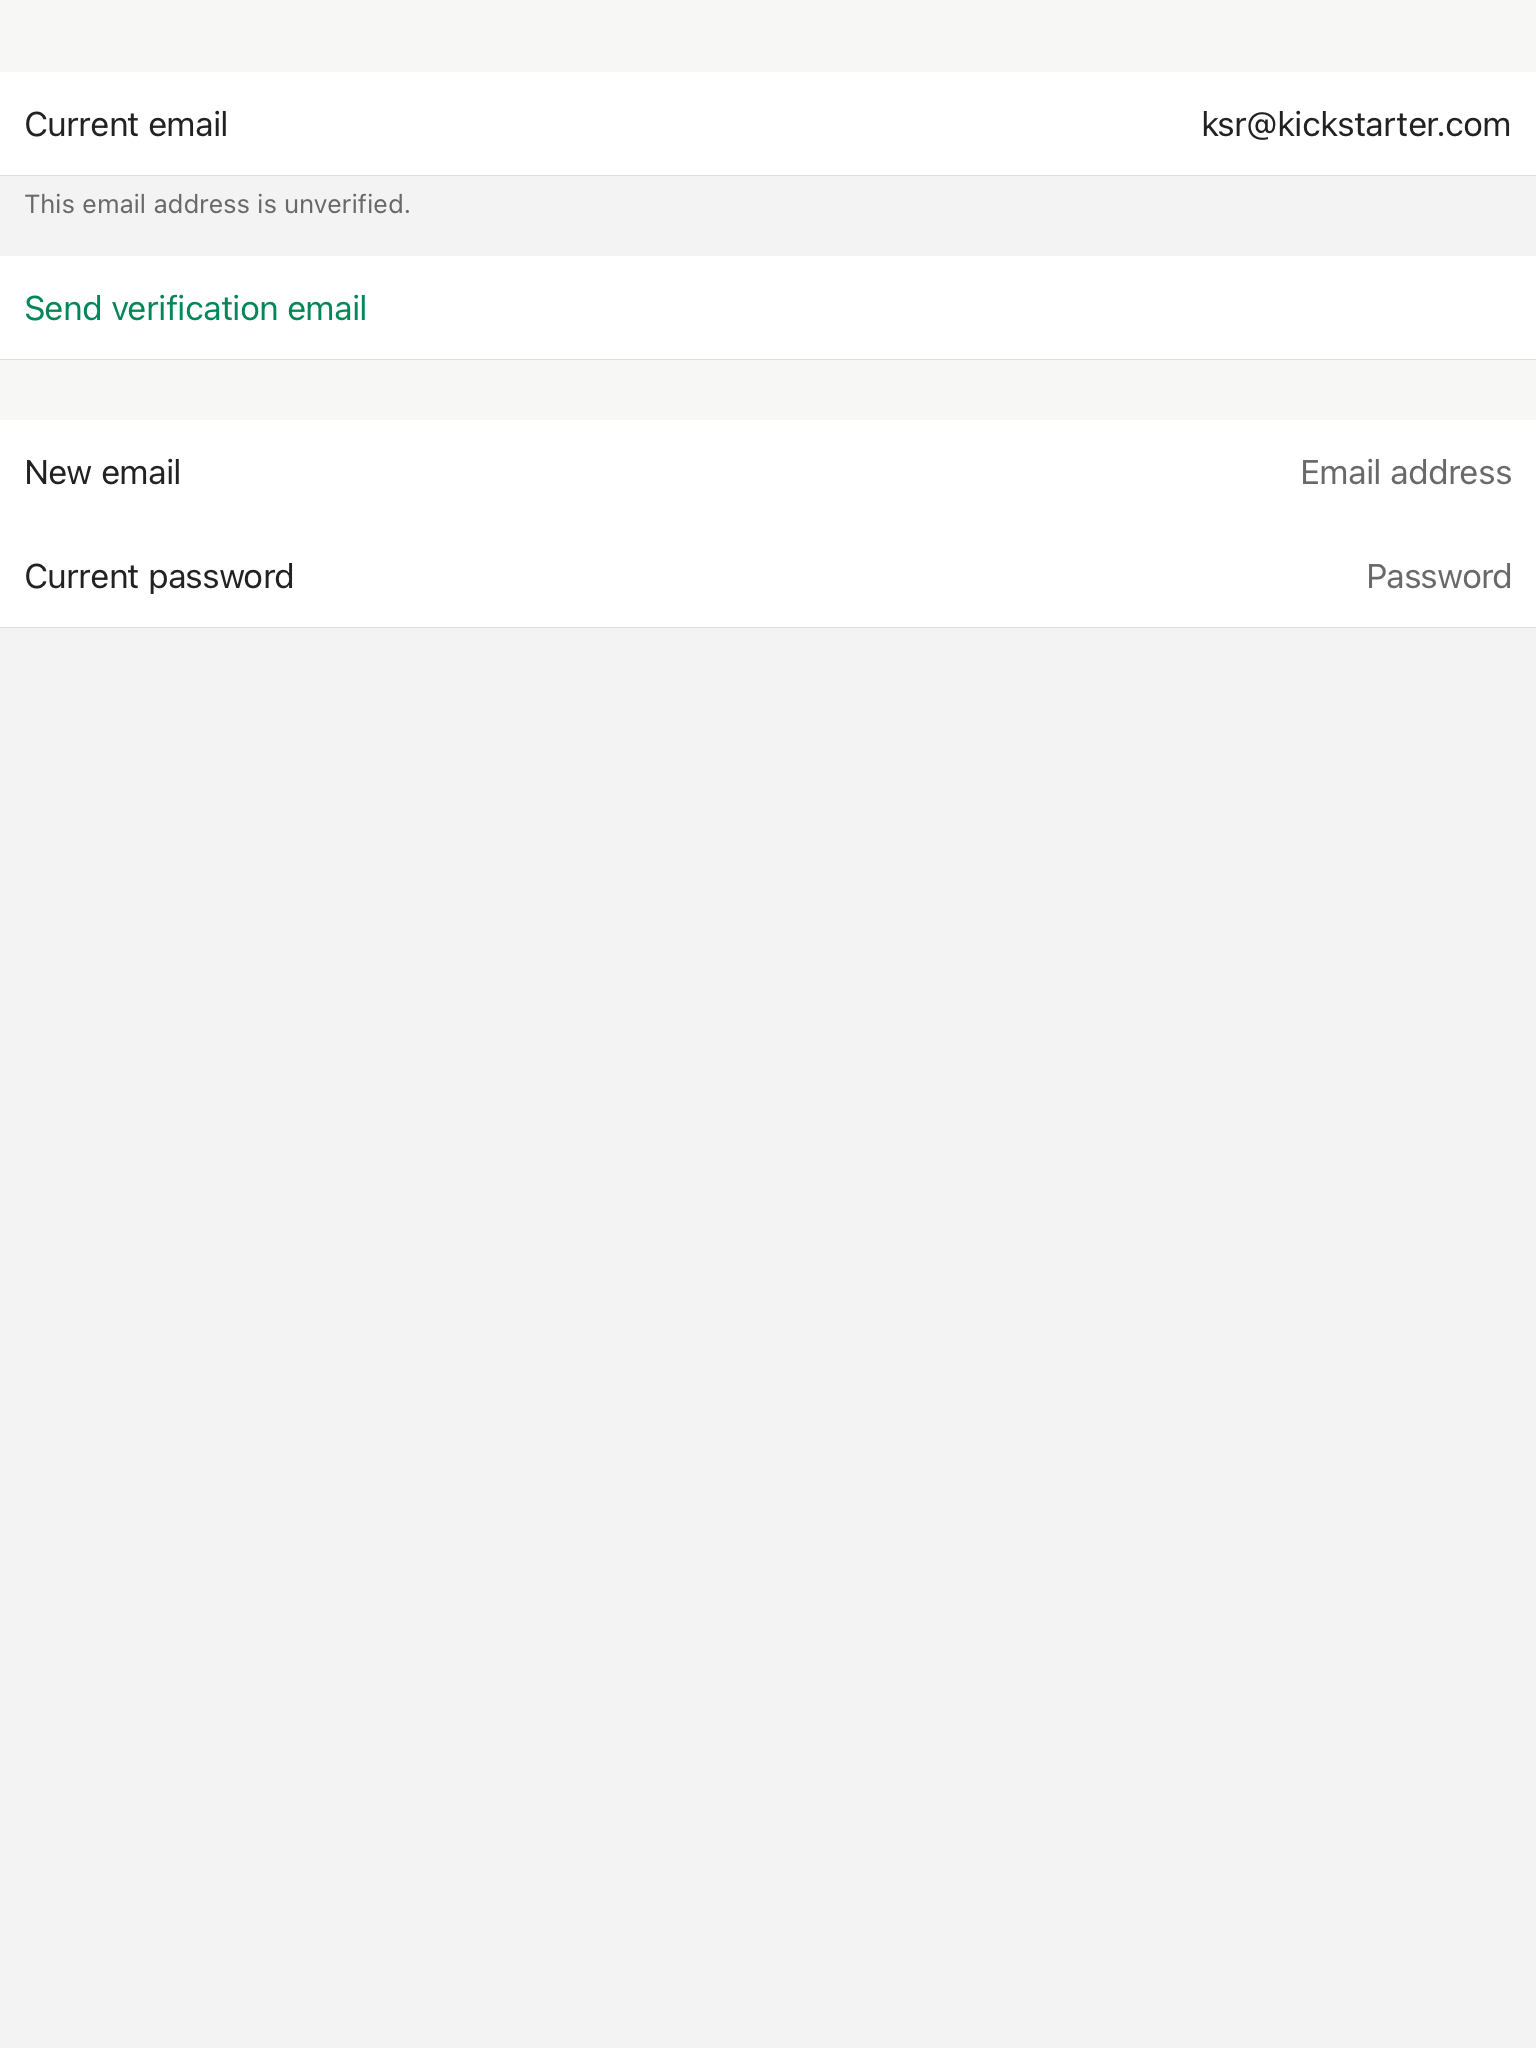 Current email ksr@kickstarter.com
This email address is unverified.
Send verification email
New email Email address
Current password Password